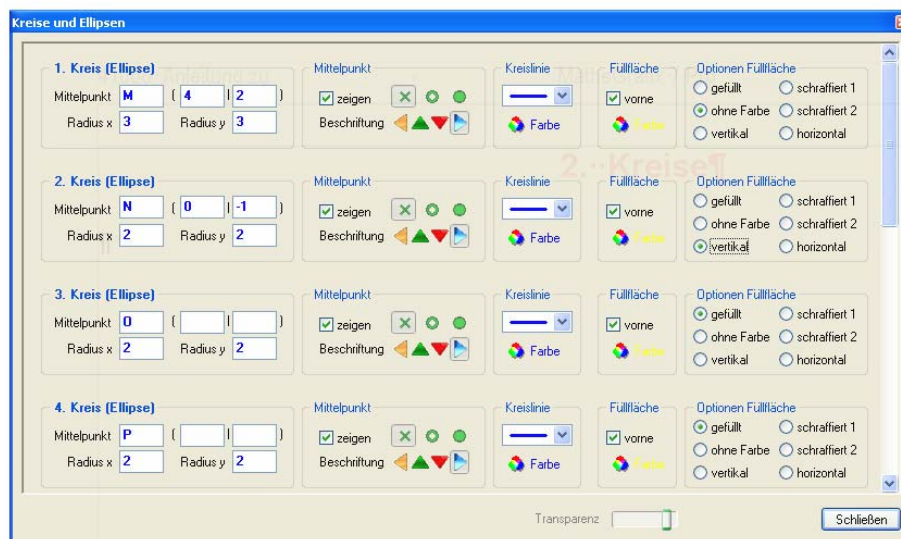 Kreise und Ellipsen
1. Kreis (Ellipse)
Mittelpunkt M ( 4 | 2 )
Radius x 3 Radius y 3
Mittelpunkt
zeigen
Beschriftung
Kreislinie
Farbe
Füllfläche
vorne
Farbe
Optionen Füllfläche
gefüllt schraffiert 1
ohne Farbe schraffiert 2
vertikal horizontal
2. Kreise¶
2. Kreis (Ellipse)
Mittelpunkt N ( 0 | -1 )
Radius x 2 Radius y 2
Mittelpunkt
zeigen
Beschriftung
Kreislinie
Farbe
Füllfläche
vorne
Farbe
Optionen Füllfläche
gefüllt schraffiert 1
ohne Farbe schraffiert 2
vertikal horizontal
3. Kreis (Ellipse)
Mittelpunkt O ( | )
Radius x 2 Radius y 2
Mittelpunkt
zeigen
Beschriftung
Kreislinie
Farbe
Füllfläche
vorne
Farbe
Optionen Füllfläche
gefüllt schraffiert 1
ohne Farbe schraffiert 2
vertikal horizontal
4. Kreis (Ellipse)
Mittelpunkt P ( | )
Radius x 2 Radius y 2
Mittelpunkt
zeigen
Beschriftung
Kreislinie
Farbe
Füllfläche
vorne
Farbe
Optionen Füllfläche
gefüllt schraffiert 1
ohne Farbe schraffiert 2
vertikal horizontal
Transparenz
Schließen